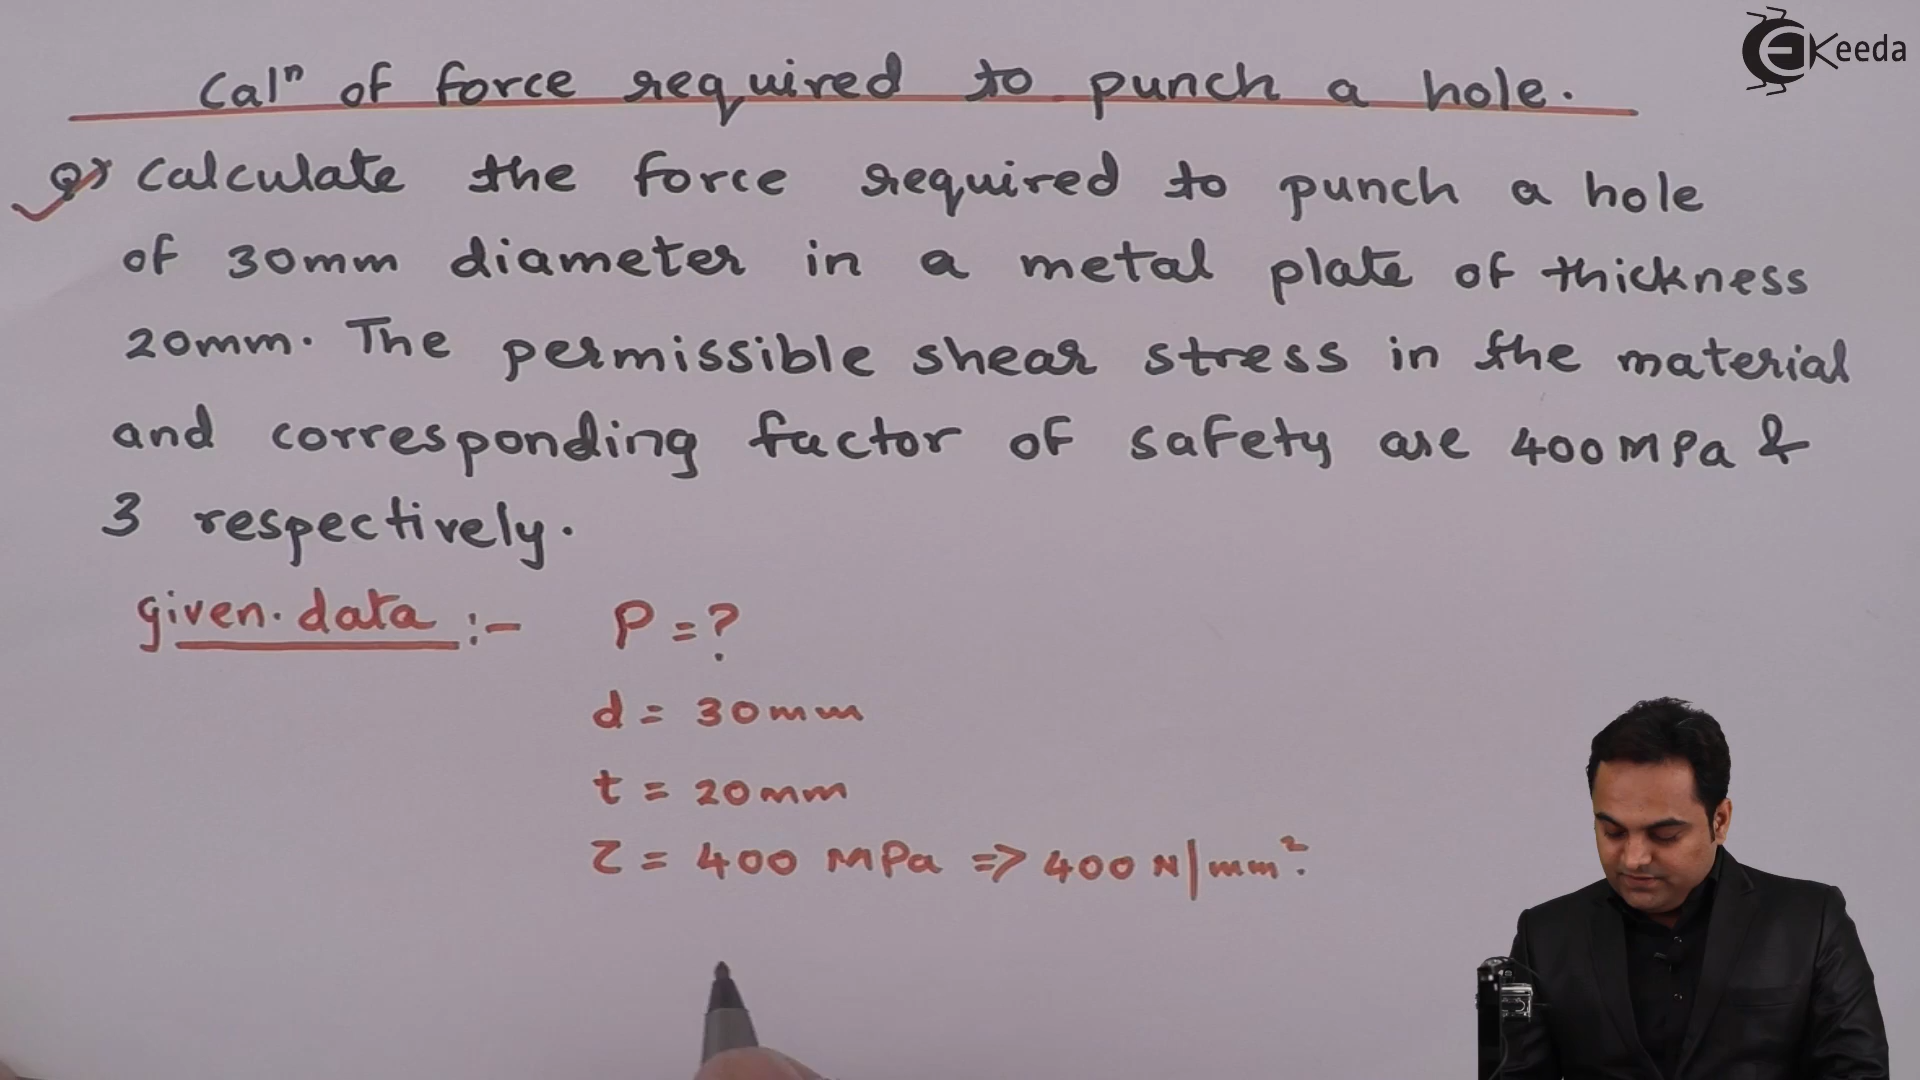 EKeeda
Calⁿ of force required to punch a hole.
Q> Calculate the force required to punch a hole
of 30mm diameter in a metal plate of thickness
20mm. The permissible shear stress in the material
and corresponding factor of safety are 400 MPa &
3 respectively.
given data :- P = ?
d = 30mm
t = 20mm
τ = 400 MPa => 400 N/mm².